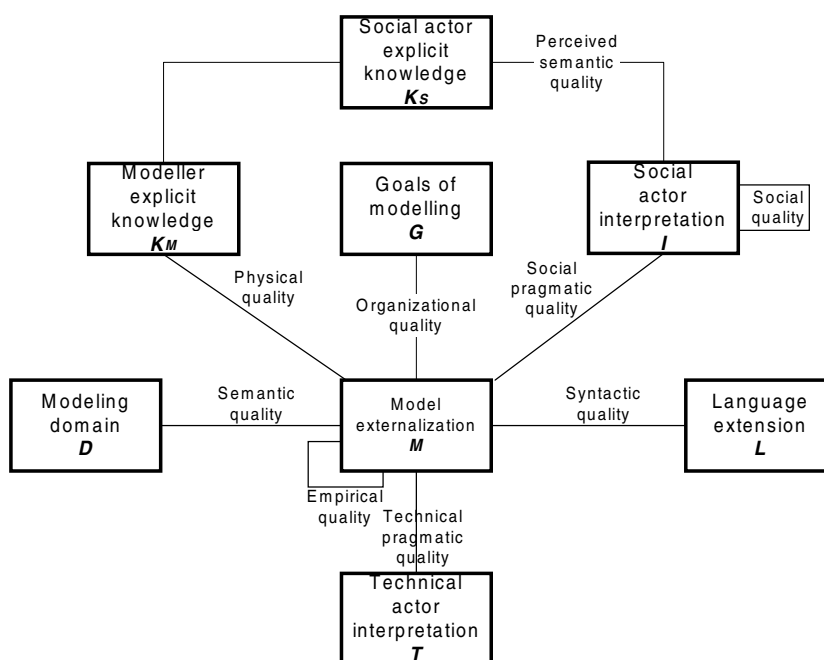 Social actor
explicit
knowledge
KS
Perceived
semantic
quality
Modeller
explicit
knowledge
KM
Goals of
modelling
G
Social
actor
interpretation
I
Social
quality
Physical
quality
Organizational
quality
Social
pragmatic
quality
Modeling
domain
D
Semantic
quality
Model
externalization
M
Syntactic
quality
Language
extension
L
Empirical
quality
Technical
pragmatic
quality
Technical
actor
interpretation
T